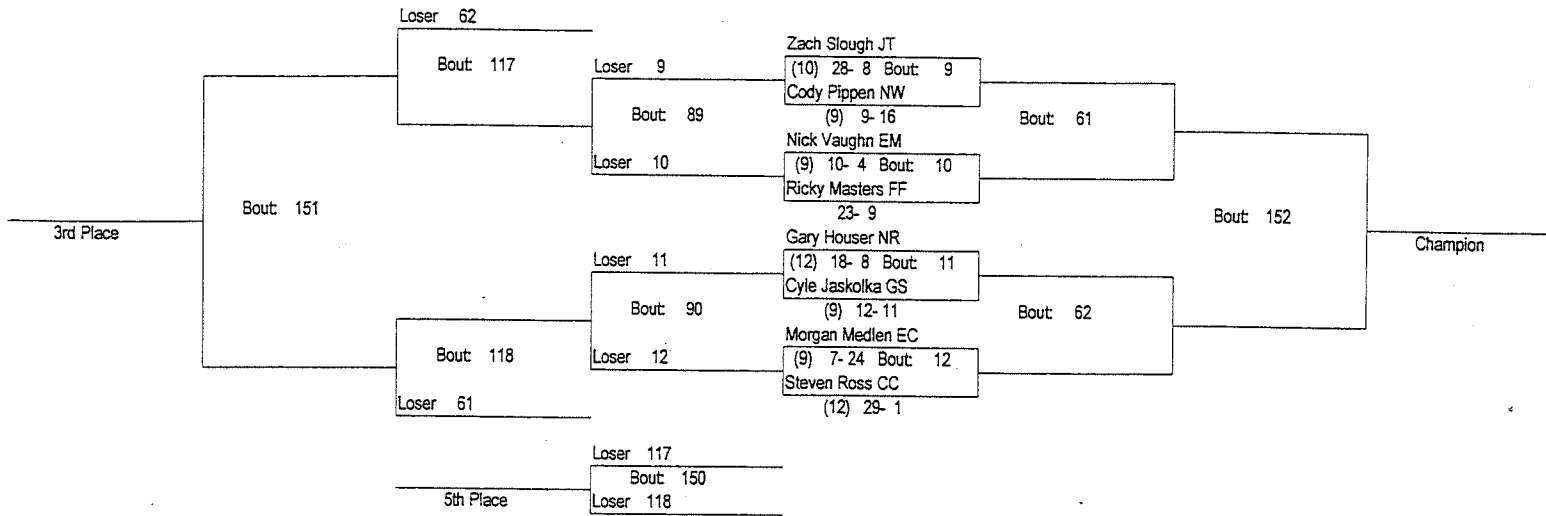 Loser 62
Bout: 117
Loser 9
Bout: 89
Loser 10
Zach Slough JT
(10) 28- 8 Bout: 9
Cody Pippen NW
(9) 9- 16
Bout: 61
Nick Vaughn EM
(9) 10- 4 Bout: 10
Ricky Masters FF
23- 9
Bout: 151
3rd Place
Bout: 152
Champion
Gary Houser NR
(12) 18- 8 Bout: 11
Cyle Jaskolka GS
(9) 12- 11
Loser 11
Bout: 90
Loser 12
Bout: 62
Morgan Medlen EC
(9) 7- 24 Bout: 12
Steven Ross CC
(12) 29- 1
Bout: 118
Loser 61
Loser 117
Bout: 150
5th Place
Loser 118